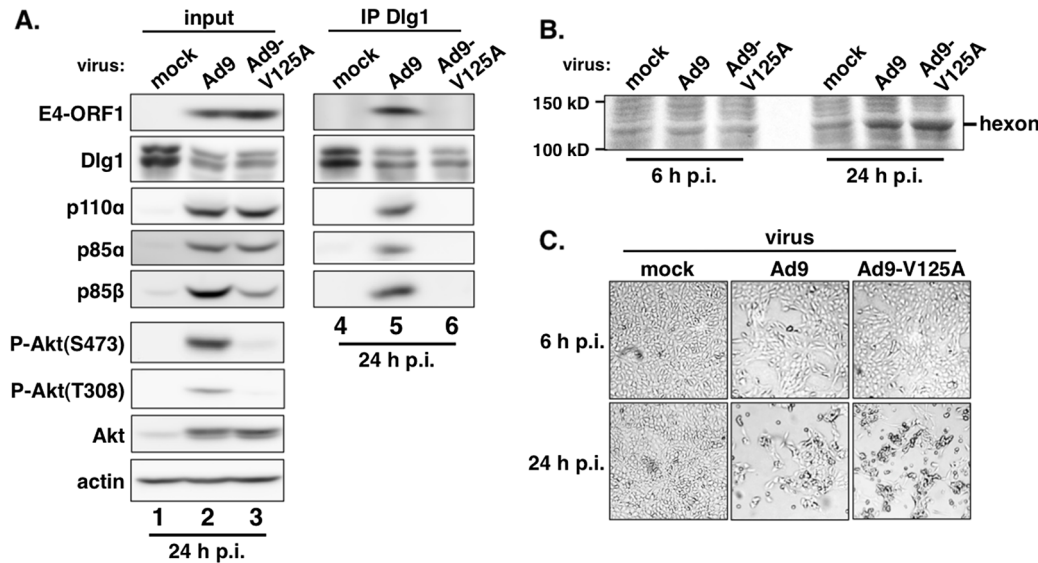 A.
input
IP Dlg1
virus:
mock
Ad9
Ad9-
V125A
mock
Ad9
Ad9-
V125A
E4-ORF1
Dlg1
p110α
p85α
p85β
P-Akt(S473)
P-Akt(T308)
Akt
actin
1 2 3
24 h p.i.
4 5 6
24 h p.i.
B.
virus:
mock
Ad9
Ad9-
V125A
mock
Ad9
Ad9-
V125A
150 kD
100 kD
hexon
6 h p.i.
24 h p.i.
C.
virus
mock Ad9 Ad9-V125A
6 h p.i.
24 h p.i.